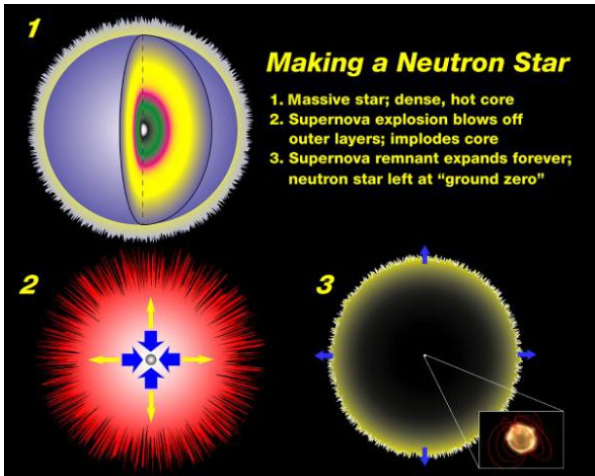 1
Making a Neutron Star
1. Massive star; dense, hot core
2. Supernova explosion blows off
outer layers; implodes core
3. Supernova remnant expands forever;
neutron star left at “ground zero”
2
3